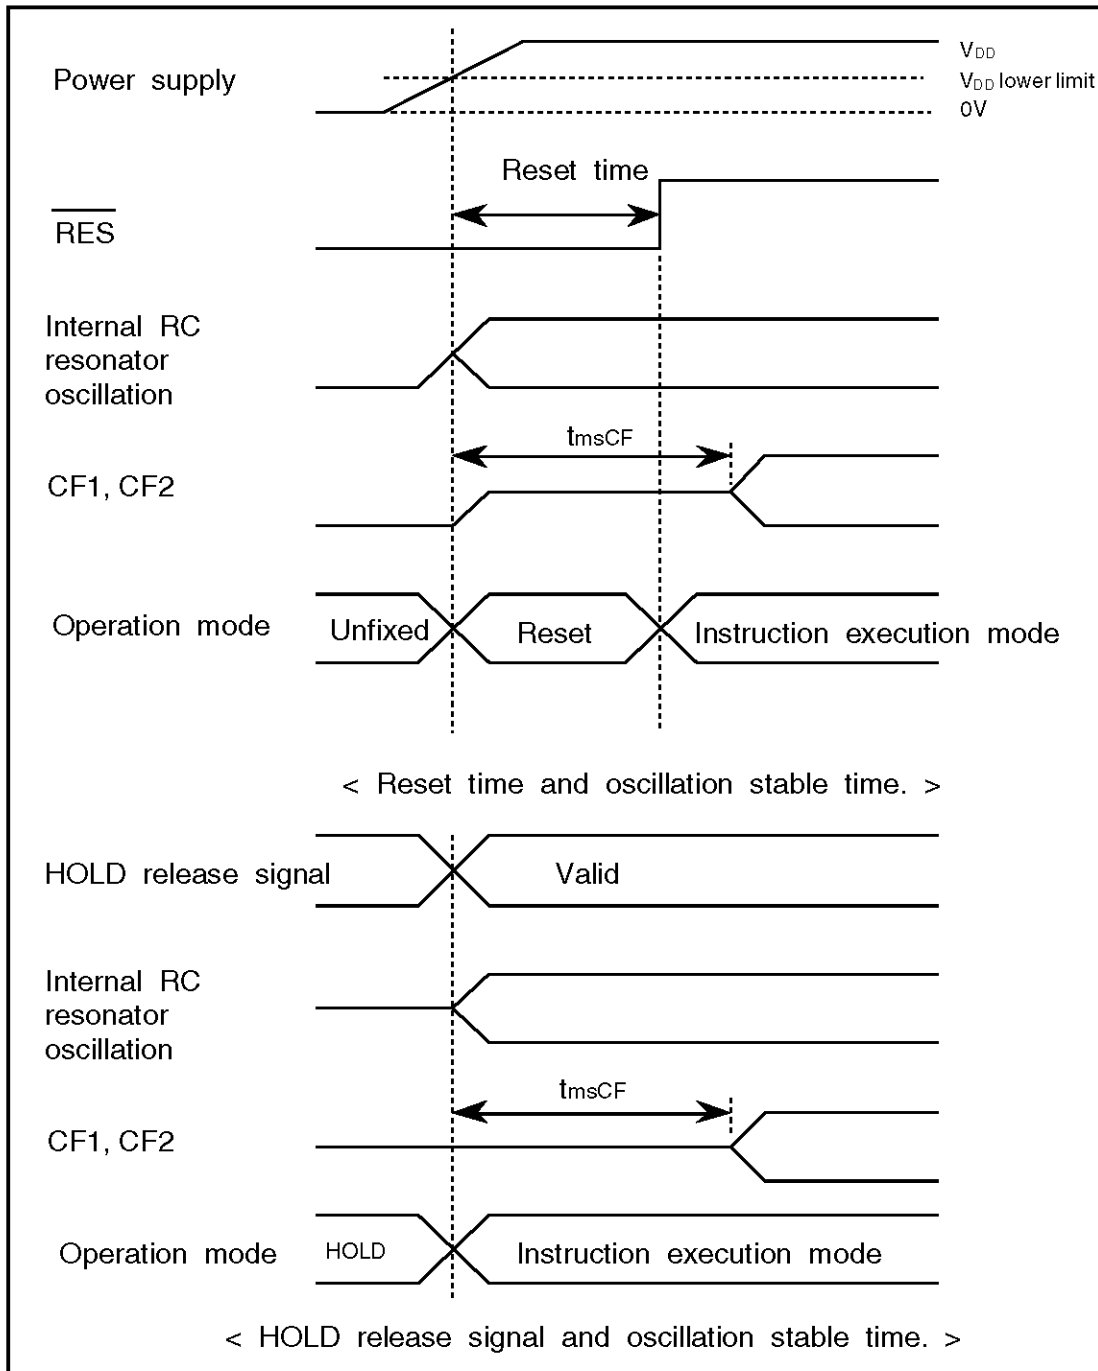 Power supply
VDD
VDD lower limit
0V
Reset time
RES
Internal RC
resonator
oscillation
tmsCF
CF1, CF2
Operation mode
Unfixed
Reset
Instruction execution mode
< Reset time and oscillation stable time. >
HOLD release signal
Valid
Internal RC
resonator
oscillation
tmsCF
CF1, CF2
Operation mode
HOLD
Instruction execution mode
< HOLD release signal and oscillation stable time. >